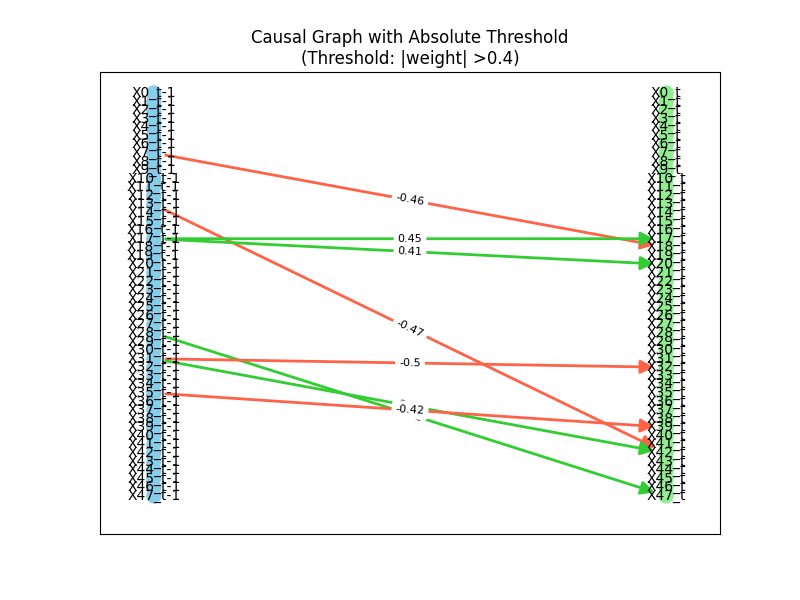 Causal Graph with Absolute Threshold
(Threshold: |weight| >0.4)
X0_t-1 X0_t
X1_t-1 X1_t
X2_t-1 X2_t
X3_t-1 X3_t
X4_t-1 X4_t
X5_t-1 X5_t
X6_t-1 X6_t
X7_t-1 X7_t
X8_t-1 X8_t
X9_t-1 X9_t
X10_t-1 X10_t
X11_t-1 X11_t
X12_t-1 X12_t
X13_t-1 X13_t
-0.46
X14_t-1 X14_t
X15_t-1 X15_t
X16_t-1 X16_t
X17_t-1 0.45 X17_t
X18_t-1 X18_t
0.41
X19_t-1 X19_t
X20_t-1 X20_t
X21_t-1 X21_t
X22_t-1 X22_t
X23_t-1 X23_t
X24_t-1 X24_t
X25_t-1 X25_t
X26_t-1 X26_t
X27_t-1 X27_t
-0.47
X28_t-1 X28_t
X29_t-1 X29_t
X30_t-1 X30_t
X31_t-1 X31_t
-0.5
X32_t-1 X32_t
X33_t-1 X33_t
X34_t-1 X34_t
X35_t-1 X35_t
X36_t-1 X36_t
X37_t-1 -0.42 X37_t
X38_t-1 X38_t
X39_t-1 X39_t
X40_t-1 X40_t
X41_t-1 X41_t
X42_t-1 X42_t
X43_t-1 X43_t
X44_t-1 X44_t
X45_t-1 X45_t
X46_t-1 X46_t
X47_t-1 X47_t